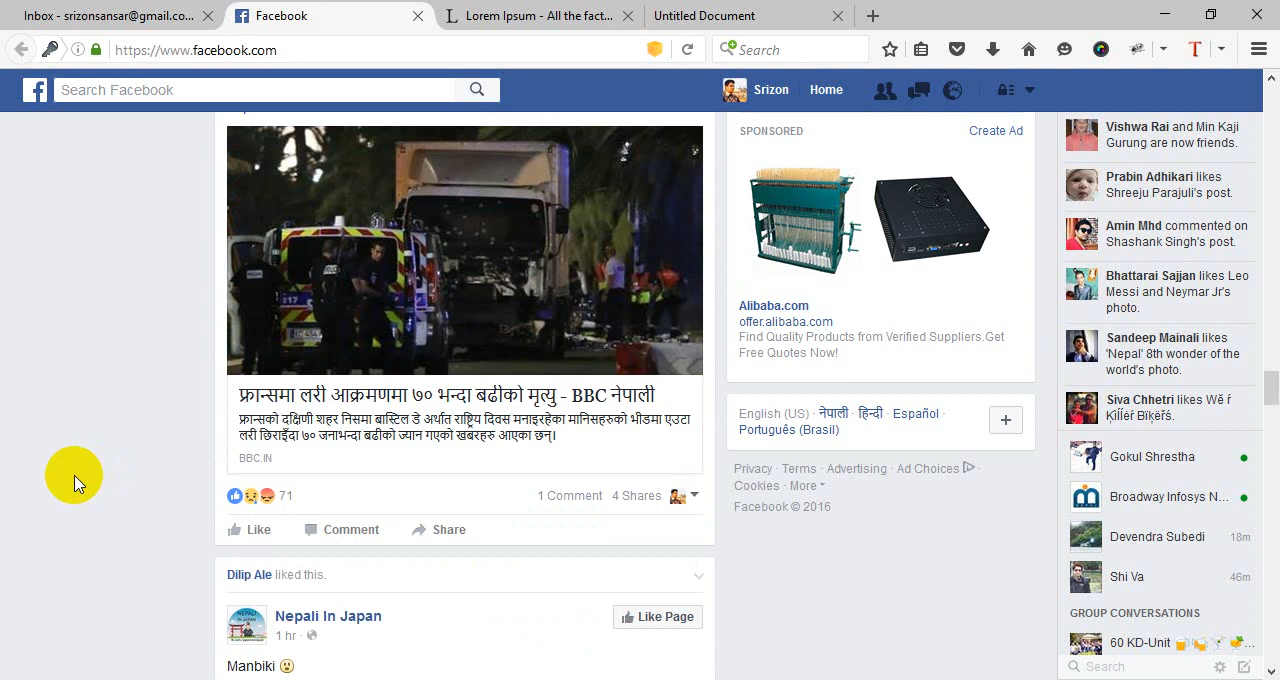 Inbox - srizonsansar@gmail.co...
Facebook
Lorem Ipsum - All the fact...
Untitled Document
https://www.facebook.com
Search
Search Facebook
Srizon
Home
फ्रान्समा लरी आक्रमणमा ७० भन्दा बढीको मृत्यु - BBC नेपाली
फ्रान्सको दक्षिणी शहर निसमा बास्टिल डे अर्थात राष्ट्रिय दिवस मनाइरहेका मानिसहरुको भीडमा एउटा
लरी छिराइँदा ७० जनाभन्दा बढीको ज्यान गएको खबरहरु आएका छन्।
BBC.IN
71
1 Comment 4 Shares
Like
Comment
Share
Dilip Ale liked this.
Nepali In Japan
1 hr ·
Like Page
Manbiki
SPONSORED
Create Ad
Alibaba.com
offer.alibaba.com
Find Quality Products from Verified Suppliers.Get
Free Quotes Now!
English (US) · नेपाली · हिन्दी · Español ·
Português (Brasil)
Privacy · Terms · Advertising · Ad Choices ·
Cookies · More
Facebook © 2016
Vishwa Rai and Min Kaji
Gurung are now friends.
Prabin Adhikari likes
Shreeju Parajuli's post.
Amin Mhd commented on
Shashank Singh's post.
Bhattarai Sajjan likes Leo
Messi and Neymar Jr's
photo.
Sandeep Mainali likes
'Nepal' 8th wonder of the
world's photo.
Siva Chhetri likes
Gokul Shrestha
Broadway Infosys N...
Devendra Subedi 18m
Shi Va 46m
GROUP CONVERSATIONS
60 KD-Unit
Search